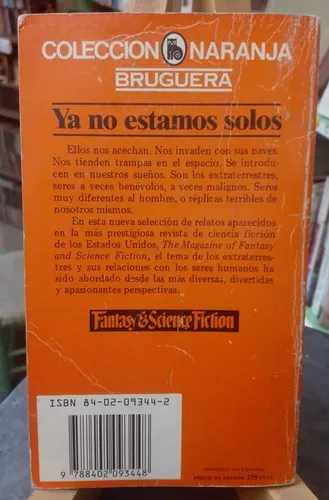 COLECCION NARANJA
BRUGUERA
Ya no estamos solos
Ellos nos acechan. Nos invaden con sus naves.
Nos tienden trampas en el espacio. Se introdu-
cen en nuestros sueños. Son los extraterrestres,
seres a veces benévolos, a veces malignos. Seres
muy diferentes al hombre, o réplicas terribles de
nosotros mismos.
En esta nueva selección de relatos aparecidos
en la más prestigiosa revista de ciencia ficción
de los Estados Unidos, The Magazine of Fantasy
and Science Fiction, el tema de los extraterres-
tres y sus relaciones con los seres humanos ha
sido abordado desde las más diversas, divertidas
y apasionantes perspectivas.
Fantasy & Science Fiction
ISBN 84-02-09344-2
9 788402 093448
IMPRESO EN ESPAÑA
PRECIO EN ESPAÑA 225 PTAS.